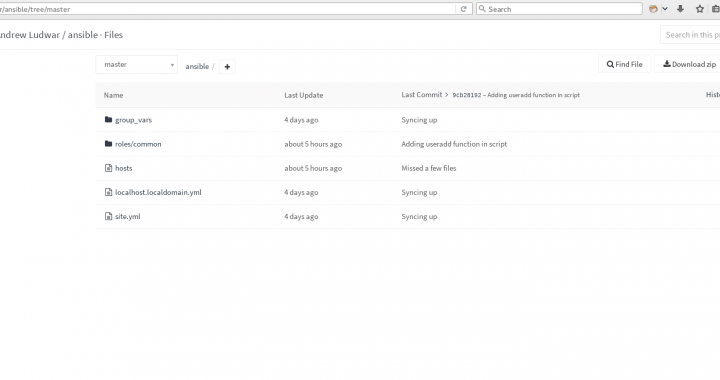 r/ansible/tree/master Search
Andrew Ludwar / ansible · Files Search in this p
master ansible / + Find File Download zip
Name Last Update Last Commit > 9cb28192 – Adding useradd function in script Hist
group_vars 4 days ago Syncing up
roles/common about 5 hours ago Adding useradd function in script
hosts about 5 hours ago Missed a few files
localhost.localdomain.yml 4 days ago Syncing up
site.yml 4 days ago Syncing up